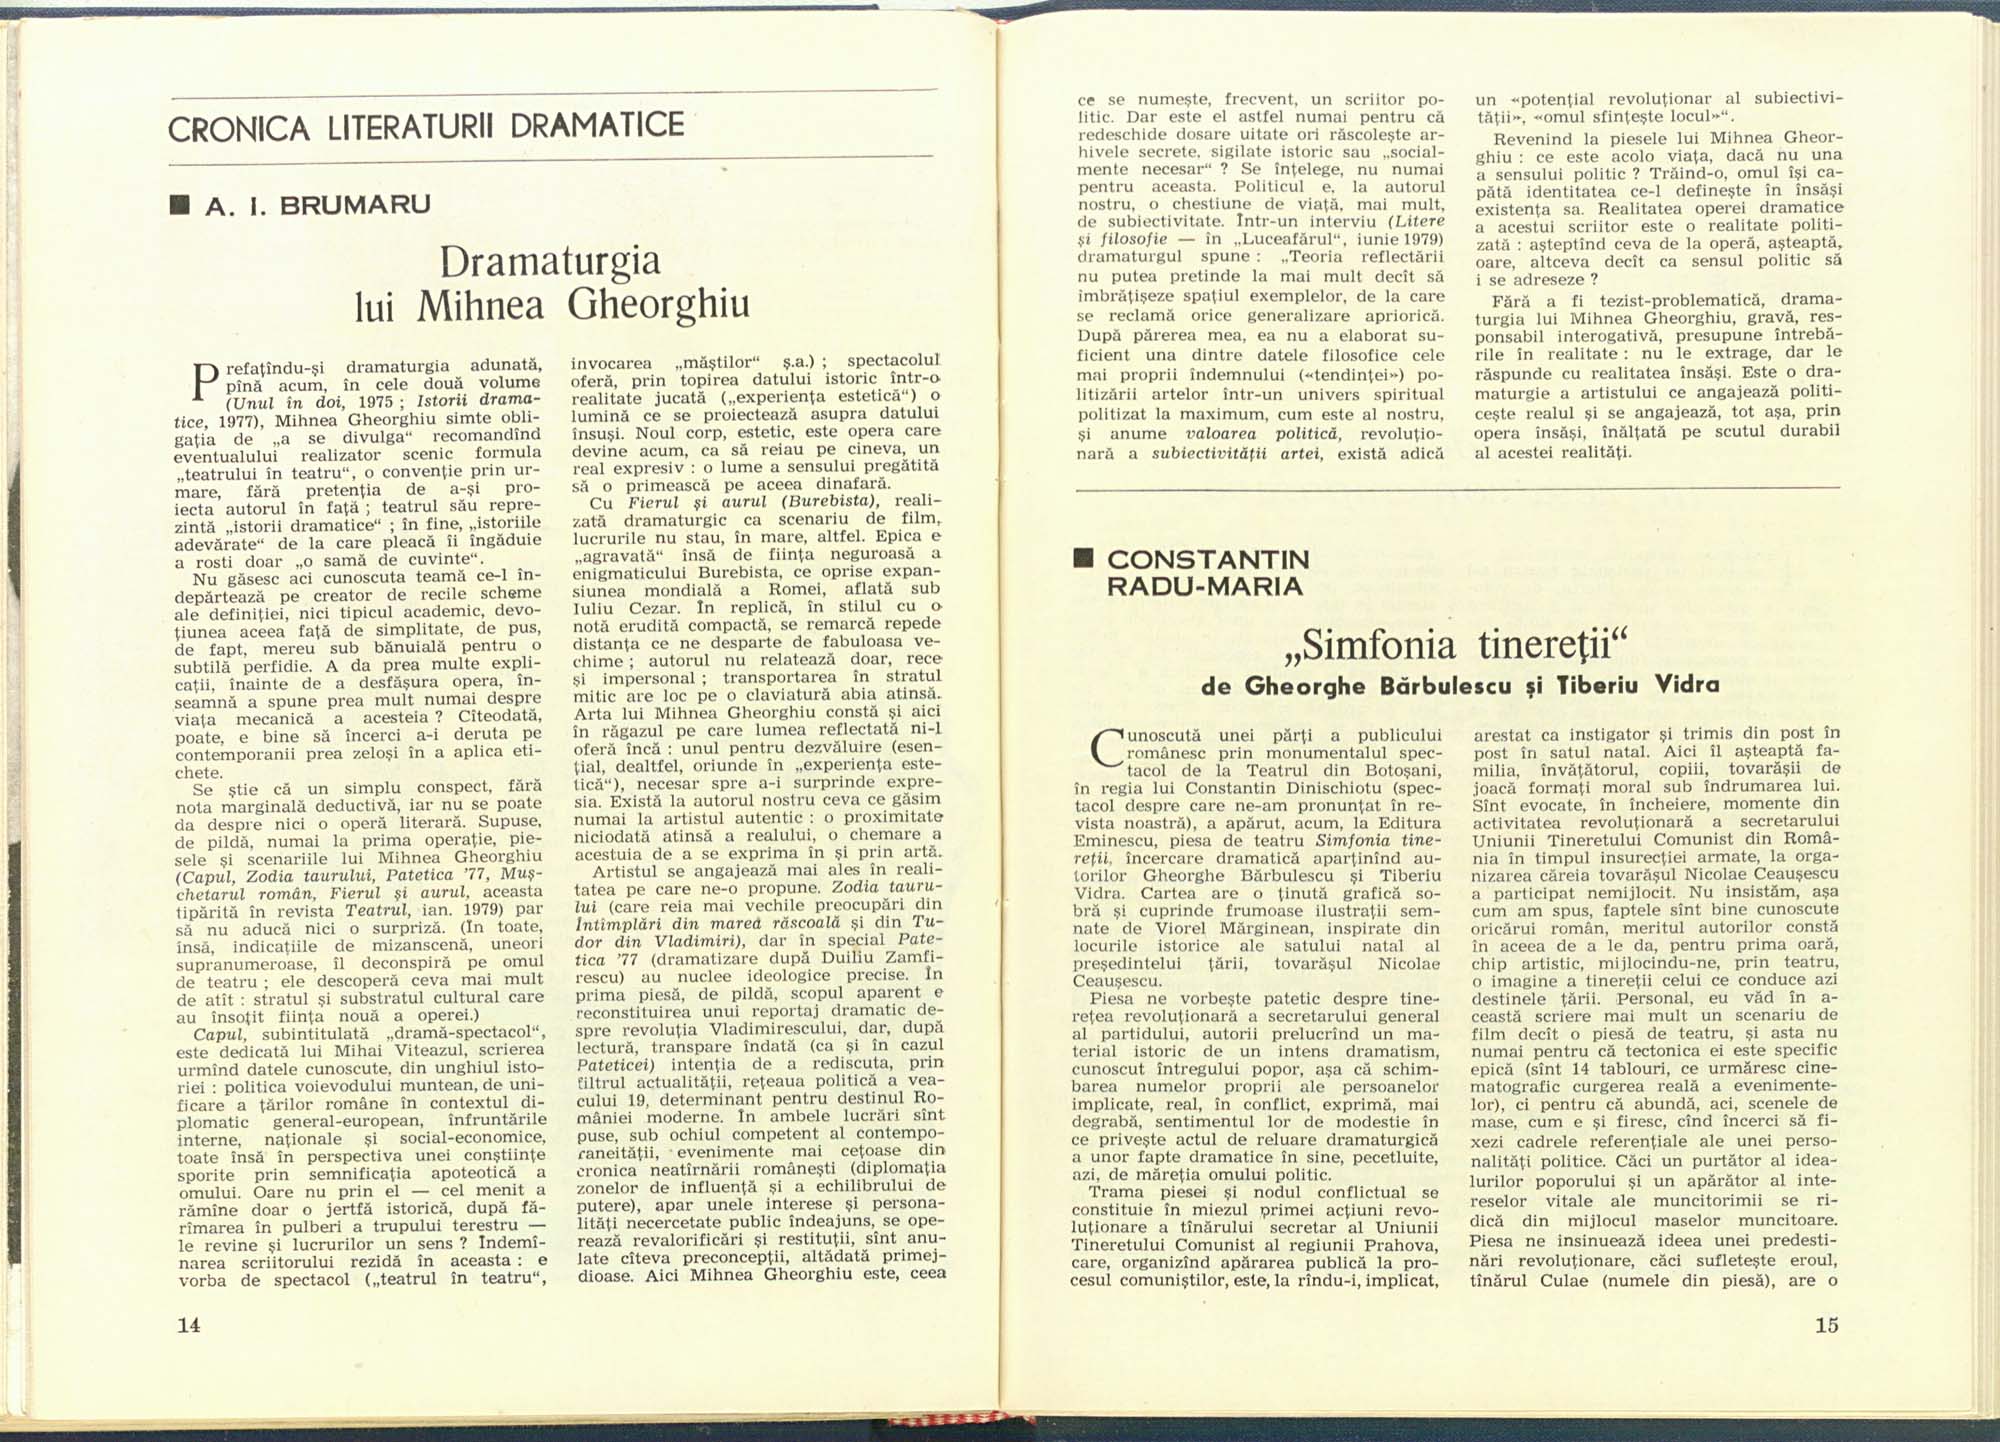 CRONICA LITERATURII DRAMATICE
■ A. I. BRUMARU
Dramaturgia
lui Mihnea Gheorghiu
Prefațîndu-și dramaturgia adunată,
pînă acum, în cele două volume
(Unul în doi, 1975 ; Istorii drama-
tice, 1977), Mihnea Gheorghiu simte obli-
gația de „a se divulga“ recomandînd
eventualului realizator scenic formula
„teatrului în teatru“, o convenție prin ur-
mare, fără pretenția de a-și pro-
iecta autorul în față ; teatrul său repre-
zintă „istorii dramatice“ ; în fine, „istoriile
adevărate“ de la care pleacă îi îngăduie
a rosti doar „o samă de cuvinte“.
Nu găsesc aci cunoscuta teamă ce-l în-
depărtează pe creator de recile scheme
ale definiției, nici tipicul academic, devo-
țiunea aceea față de simplitate, de pus,
de fapt, mereu sub bănuială pentru o
subtilă perfidie. A da prea multe expli-
cații, înainte de a desfășura opera, în-
seamnă a spune prea mult numai despre
viața mecanică a acesteia ? Cîteodată,
poate, e bine să încerci a-i deruta pe
contemporanii prea zeloși în a aplica eti-
chete.
Se știe că un simplu conspect, fără
nota marginală deductivă, iar nu se poate
da despre nici o operă literară. Supuse,
de pildă, numai la prima operație, pie-
sele și scenariile lui Mihnea Gheorghiu
(Capul, Zodia taurului, Patetica '77, Muș-
chetarul român, Fierul și aurul, aceasta
tipărită în revista Teatrul, ian. 1979) par
să nu aducă nici o surpriză. (In toate,
însă, indicațiile de mizanscenă, uneori
supranumeroase, îl deconspiră pe omul
de teatru ; ele descoperă ceva mai mult
de atît : stratul și substratul cultural care
au însoțit ființa nouă a operei.)
Capul, subintitulată „dramă-spectacol“,
este dedicată lui Mihai Viteazul, scrierea
urmînd datele cunoscute, din unghiul isto-
riei : politica voievodului muntean, de uni-
ficare a țărilor române în contextul di-
plomatic general-european, înfruntările
interne, naționale și social-economice,
toate însă în perspectiva unei conștiințe
sporite prin semnificația apoteotică a
omului. Oare nu prin el — cel menit a
rămîne doar o jertfă istorică, după fă-
rîmarea în pulberi a trupului terestru —
le revine și lucrurilor un sens ? Indemî-
narea scriitorului rezidă în aceasta : e
vorba de spectacol („teatrul în teatru“,
invocarea „măștilor“ ș.a.) ; spectacolul
oferă, prin topirea datului istoric într-o
realitate jucată („experiența estetică“) o
lumină ce se proiectează asupra datului
însuși. Noul corp, estetic, este opera care
devine acum, ca să reiau pe cineva, un
real expresiv : o lume a sensului pregătită
să o primească pe aceea dinafară.
Cu Fierul și aurul (Burebista), reali-
zată dramaturgic ca scenariu de film,
lucrurile nu stau, în mare, altfel. Epica e
„agravată“ însă de ființa neguroasă a
enigmaticului Burebista, ce oprise expan-
siunea mondială a Romei, aflată sub
Iuliu Cezar. În replică, în stilul cu o
notă erudită compactă, se remarcă repede
distanța ce ne desparte de fabuloasa ve-
chime ; autorul nu relatează doar, rece
și impersonal ; transportarea în stratul
mitic are loc pe o claviatură abia atinsă.
Arta lui Mihnea Gheorghiu constă și aici
în răgazul pe care lumea reflectată ni-l
oferă încă : unul pentru dezvăluire (esen-
țial, dealtfel, oriunde în „experiența este-
tică“), necesar spre a-i surprinde expre-
sia. Există la autorul nostru ceva ce găsim
numai la artistul autentic : o proximitate
niciodată atinsă a realului, o chemare a
acestuia de a se exprima în și prin artă.
Artistul se angajează mai ales în reali-
tatea pe care ne-o propune. Zodia tauru-
lui (care reia mai vechile preocupări din
Intîmplări din marea răscoală și din Tu-
dor din Vladimiri), dar în special Pate-
tica '77 (dramatizare după Duiliu Zamfi-
rescu) au nuclee ideologice precise. În
prima piesă, de pildă, scopul aparent e
reconstituirea unui reportaj dramatic de-
spre revoluția Vladimirescului, dar, după
lectură, transpare îndată (ca și în cazul
Pateticei) intenția de a rediscuta, prin
filtrul actualității, rețeaua politică a vea-
cului 19, determinant pentru destinul Ro-
mâniei moderne. În ambele lucrări sînt
puse, sub ochiul competent al contempo-
raneității, evenimente mai cețoase din
cronica neatîrnării românești (diplomația
zonelor de influență și a echilibrului de
putere), apar unele interese și persona-
lități necercetate public îndeajuns, se ope-
rează revalorificări și restituții, sînt anu-
late cîteva preconcepții, altădată primej-
dioase. Aici Mihnea Gheorghiu este, ceea
14
ce se numește, frecvent, un scriitor po-
litic. Dar este el astfel numai pentru că
redeschide dosare uitate ori răscolește ar-
hivele secrete, sigilate istoric sau „social-
mente necesar“ ? Se înțelege, nu numai
pentru aceasta. Politicul e, la autorul
nostru, o chestiune de viață, mai mult,
de subiectivitate. Într-un interviu (Litere
și filosofie — în „Luceafărul“, iunie 1979)
dramaturgul spune : „Teoria reflectării
nu putea pretinde la mai mult decît să
îmbrățișeze spațiul exemplelor, de la care
se reclamă orice generalizare apriorică.
După părerea mea, ea nu a elaborat su-
ficient una dintre datele filosofice cele
mai proprii îndemnului («tendinței») po-
litizării artelor într-un univers spiritual
politizat la maximum, cum este al nostru,
și anume valoarea politică, revoluțio-
nară a subiectivității artei, există adică
un «potențial revoluționar al subiectivi-
tății», «omul sfințește locul»“.
Revenind la piesele lui Mihnea Gheor-
ghiu : ce este acolo viața, dacă nu una
a sensului politic ? Trăind-o, omul își ca-
pătă identitatea ce-l definește în însăși
existența sa. Realitatea operei dramatice
a acestui scriitor este o realitate politi-
zată : așteptînd ceva de la operă, așteaptă,
oare, altceva decît ca sensul politic să
i se adreseze ?
Fără a fi tezist-problematică, drama-
turgia lui Mihnea Gheorghiu, gravă, res-
ponsabil interogativă, presupune întrebă-
rile în realitate : nu le extrage, dar le
răspunde cu realitatea însăși. Este o dra-
maturgie a artistului ce angajează politi-
cește realul și se angajează, tot așa, prin
opera însăși, înălțată pe scutul durabil
al acestei realități.
■ CONSTANTIN
RADU-MARIA
„Simfonia tinereții“
de Gheorghe Bărbulescu și Tiberiu Vidra
Cunoscută unei părți a publicului
românesc prin monumentalul spec-
tacol de la Teatrul din Botoșani,
în regia lui Constantin Dinischiotu (spec-
tacol despre care ne-am pronunțat în re-
vista noastră), a apărut, acum, la Editura
Eminescu, piesa de teatru Simfonia tine-
reții, încercare dramatică aparținînd au-
torilor Gheorghe Bărbulescu și Tiberiu
Vidra. Cartea are o ținută grafică so-
bră și cuprinde frumoase ilustrații sem-
nate de Viorel Mărginean, inspirate din
locurile istorice ale satului natal al
președintelui țării, tovarășul Nicolae
Ceaușescu.
Piesa ne vorbește patetic despre tine-
rețea revoluționară a secretarului general
al partidului, autorii prelucrînd un ma-
terial istoric de un intens dramatism,
cunoscut întregului popor, așa că schim-
barea numelor proprii ale persoanelor
implicate, real, în conflict, exprimă, mai
degrabă, sentimentul lor de modestie în
ce privește actul de reluare dramaturgică
a unor fapte dramatice în sine, pecetluite,
azi, de măreția omului politic.
Trama piesei și nodul conflictual se
constituie în miezul primei acțiuni revo-
luționare a tînărului secretar al Uniunii
Tineretului Comunist al regiunii Prahova,
care, organizînd apărarea publică la pro-
cesul comuniștilor, este, la rîndu-i, implicat,
arestat ca instigator și trimis din post în
post în satul natal. Aici îl așteaptă fa-
milia, învățătorul, copiii, tovarășii de
joacă formați moral sub îndrumarea lui.
Sînt evocate, în încheiere, momente din
activitatea revoluționară a secretarului
Uniunii Tineretului Comunist din Româ-
nia în timpul insurecției armate, la orga-
nizarea căreia tovarășul Nicolae Ceaușescu
a participat nemijlocit. Nu insistăm, așa
cum am spus, faptele sînt bine cunoscute
oricărui român, meritul autorilor constă
în aceea de a le da, pentru prima oară,
chip artistic, mijlocindu-ne, prin teatru,
o imagine a tinereții celui ce conduce azi
destinele țării. Personal, eu văd în a-
ceastă scriere mai mult un scenariu de
film decît o piesă de teatru, și asta nu
numai pentru că tectonica ei este specific
epică (sînt 14 tablouri, ce urmăresc cine-
matografic curgerea reală a evenimente-
lor), ci pentru că abundă, aci, scenele de
mase, cum e și firesc, cînd încerci să fi-
xezi cadrele referențiale ale unei perso-
nalități politice. Căci un purtător al idea-
lurilor poporului și un apărător al inte-
reselor vitale ale muncitorimii se ri-
dică din mijlocul maselor muncitoare.
Piesa ne insinuează ideea unei predesti-
nări revoluționare, căci sufletește eroul,
tînărul Culae (numele din piesă), are o
15